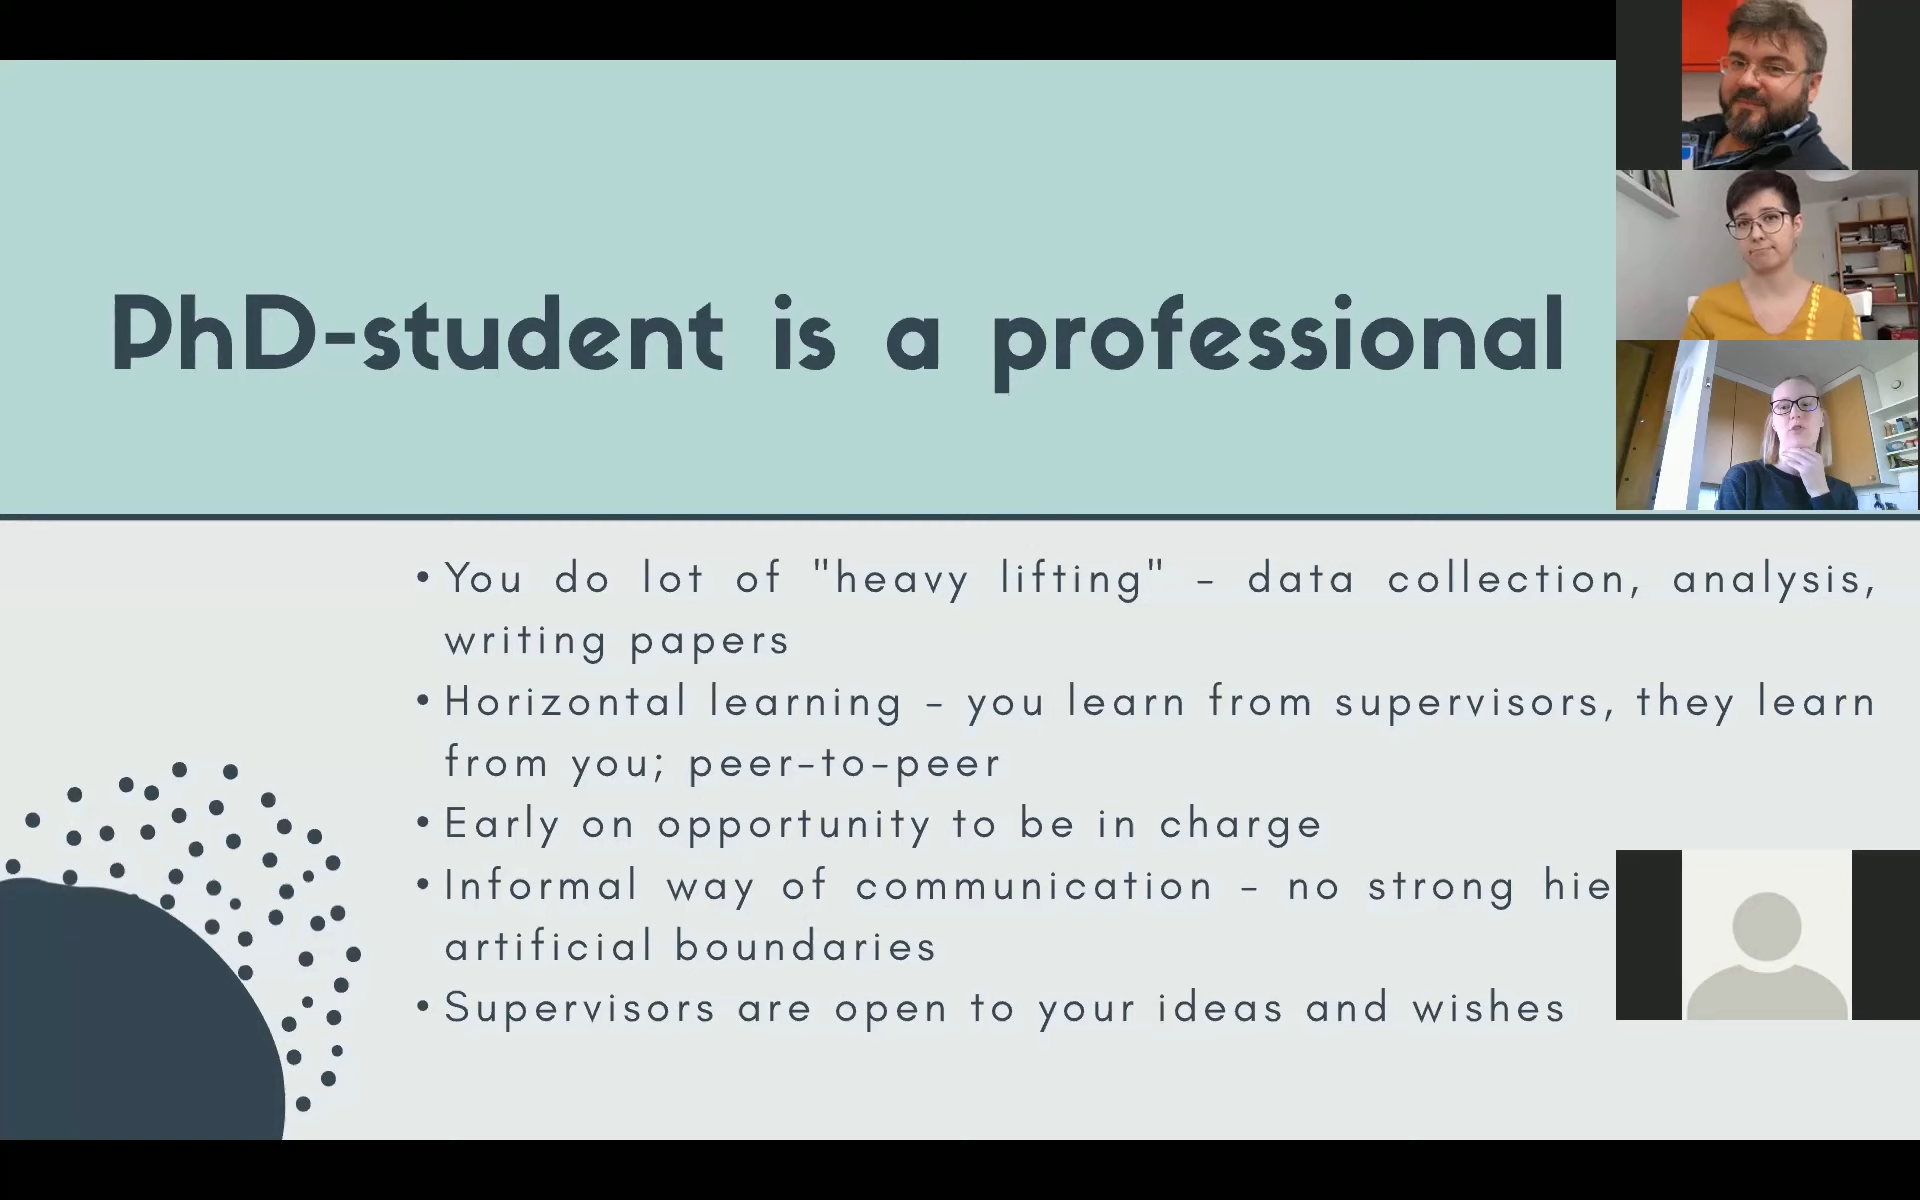 PhD-student is a professional
• You do lot of "heavy lifting" - data collection, analysis,
writing papers
• Horizontal learning - you learn from supervisors, they learn
from you; peer-to-peer
• Early on opportunity to be in charge
• Informal way of communication - no strong
artificial boundaries
• Supervisors are open to your ideas and wishes